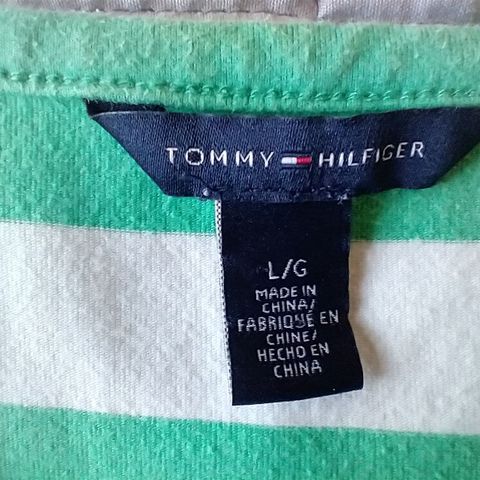 TOMMY HILFIGER
L/G
MADE IN
CHINA/
FABRIQUÉ EN
CHINE/
HECHO EN
CHINA